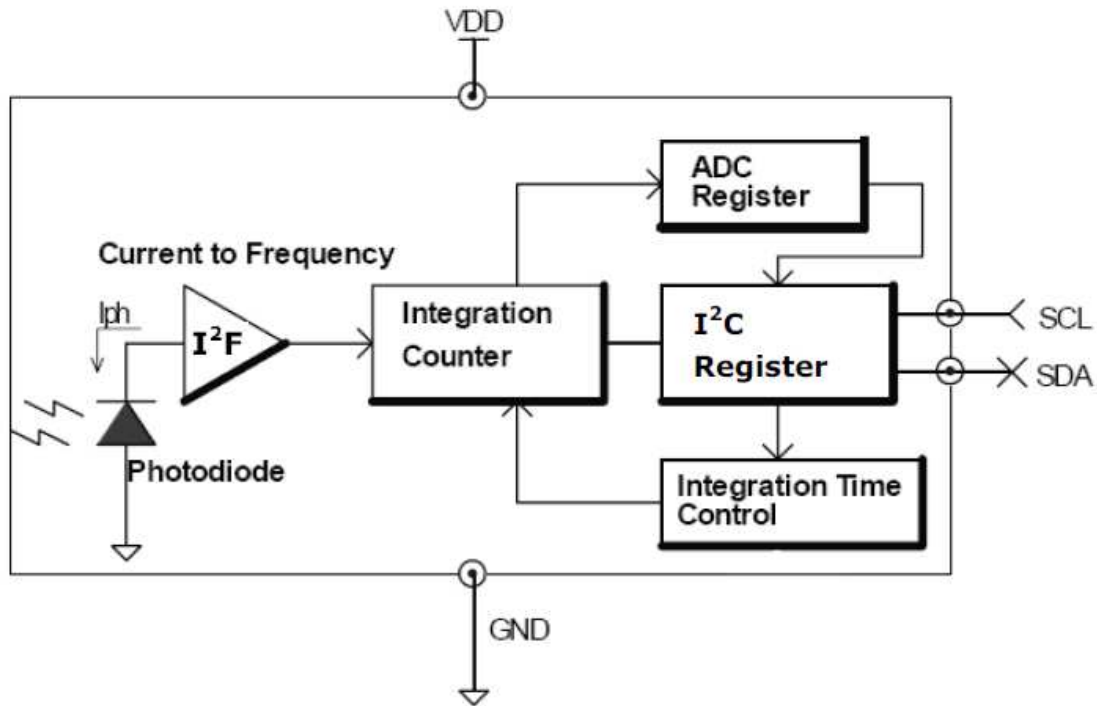 VDD
ADC
Register
Current to Frequency
Iph
I²F
Integration
Counter
I²C
Register
SCL
SDA
Photodiode
Integration Time
Control
GND